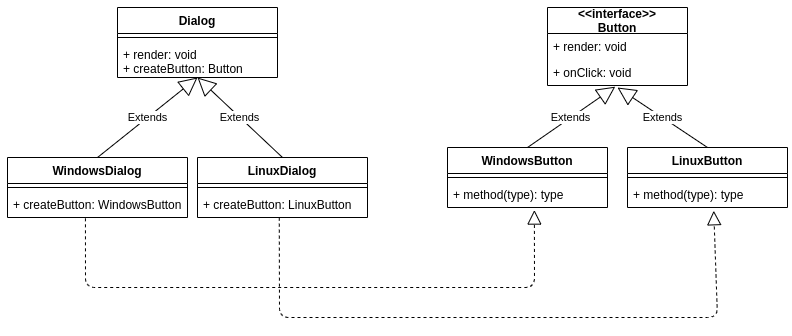 Dialog
+ render: void
+ createButton: Button
<<interface>>
Button
+ render: void
+ onClick: void
Extends
Extends
Extends
Extends
WindowsDialog
+ createButton: WindowsButton
LinuxDialog
+ createButton: LinuxButton
WindowsButton
+ method(type): type
LinuxButton
+ method(type): type